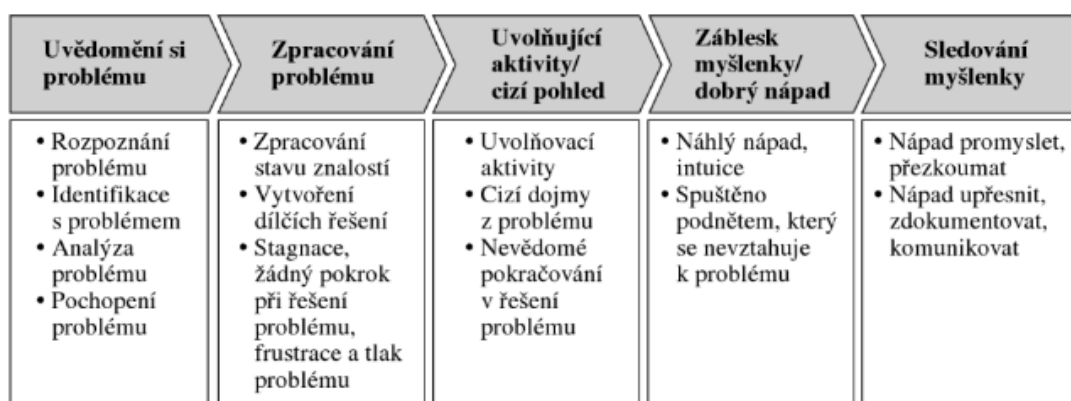 Uvědomění si
problému
Zpracování
problému
Uvolňující
aktivity/
cizí pohled
Záblesk
myšlenky/
dobrý nápad
Sledování
myšlenky
• Rozpoznání
problému
• Identifikace
s problémem
• Analýza
problému
• Pochopení
problému
• Zpracování
stavu znalostí
• Vytvoření
dílčích řešení
• Stagnace,
žádný pokrok
při řešení
problému,
frustrace a tlak
problému
• Uvolňovací
aktivity
• Cizí dojmy
z problému
• Nevědomé
pokračování
v řešení
problému
• Náhlý nápad,
intuice
• Spuštěno
podnětem, který
se nevztahuje
k problému
• Nápad promyslet,
přezkoumat
• Nápad upřesnit,
zdokumentovat,
komunikovat